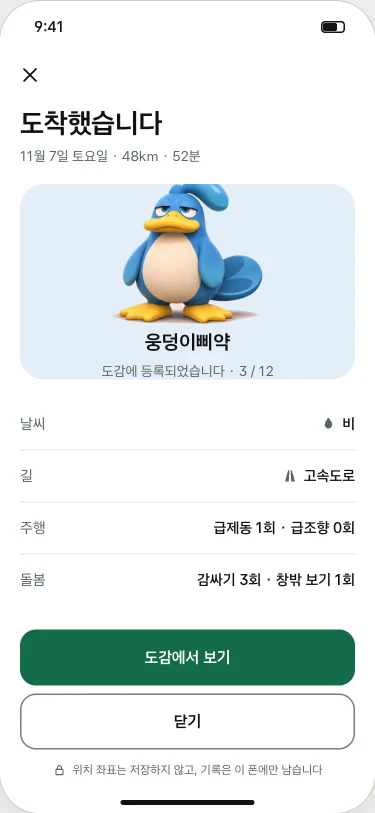 9:41
도착했습니다
11월 7일 토요일 · 48km · 52분
웅덩이삐약
도감에 등록되었습니다 · 3 / 12
날씨
비
길
고속도로
주행
급제동 1회 · 급조향 0회
돌봄
감싸기 3회 · 창밖 보기 1회
도감에서 보기
닫기
위치 좌표는 저장하지 않고, 기록은 이 폰에만 남습니다